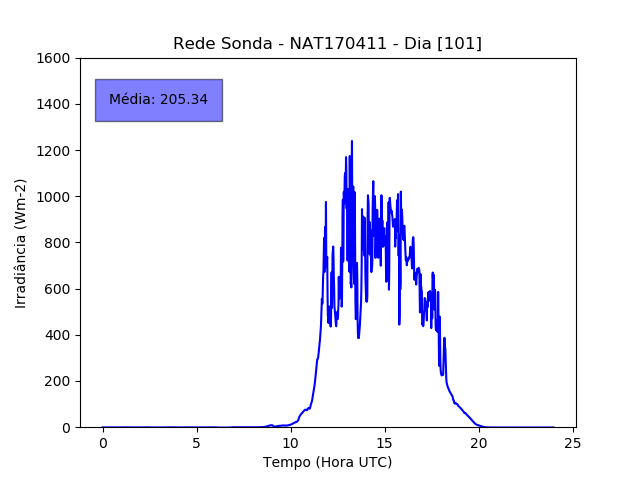 Rede Sonda - NAT170411 - Dia [101]
1600
1400
1200
1000
800
600
400
200
0
Média: 205.34
Irradiância (Wm-2)
0 5 10 15 20 25
Tempo (Hora UTC)